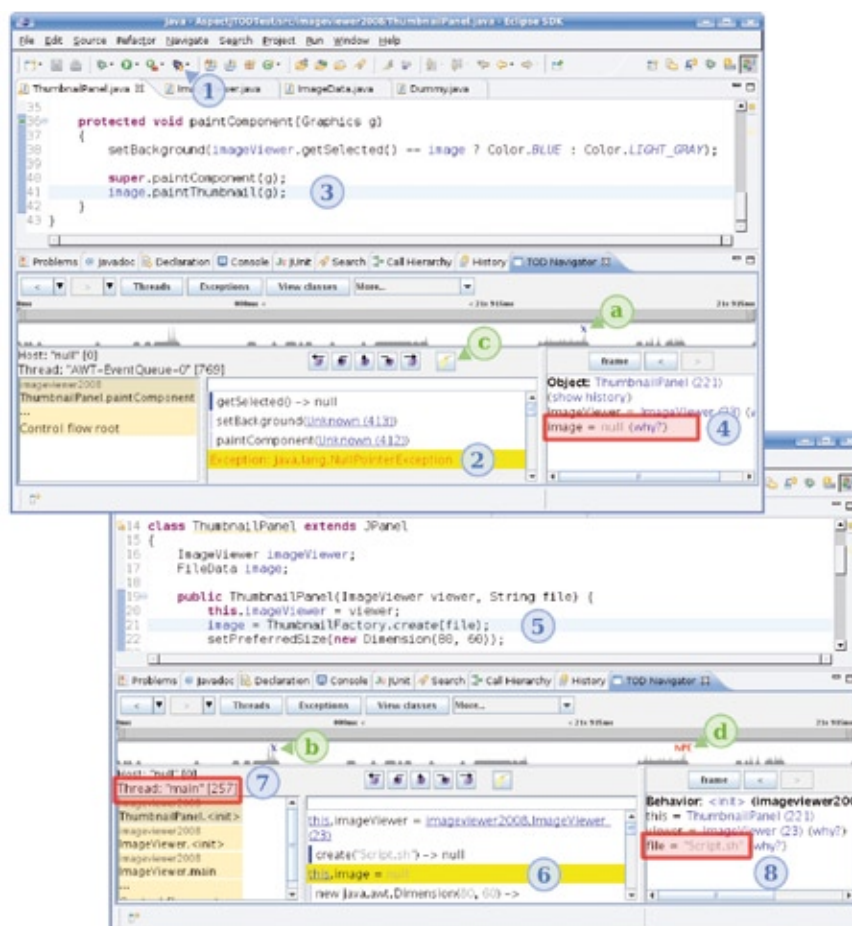 java - AspectJTODTest/src/imageviewer2008/ThumbnailPanel.java - Eclipse SDK
File Edit Source Refactor Navigate Search Project Run Window Help
1
ThumbnailPanel.java ImageData.java Dummy.java
35
36 protected void paintComponent(Graphics g)
37 {
38 setBackground(imageViewer.getSelected() == image ? Color.BLUE : Color.LIGHT_GRAY);
39
40 super.paintComponent(g);
41 image.paintThumbnail(g);
42 }
43 }
3
Problems Javadoc Declaration Console JUnit Search Call Hierarchy History TOD Navigator
< > Threads Exceptions View classes More...
a
c
Host: "null" [0]
Thread: "AWT-EventQueue-0" [769]
imageviewer2008
ThumbnailPanel.paintComponent
...
Control flow root
getSelected() -> null
setBackground(Unknown (413))
paintComponent(Unknown (412))
Exception: java.lang.NullPointerException
2
frame < >
Object: ThumbnailPanel (221)
(show history)
image = null (why?)
4
14 class ThumbnailPanel extends JPanel
15 {
16 ImageViewer imageViewer;
17 FileData image;
18
19 public ThumbnailPanel(ImageViewer viewer, String file) {
20 this.imageViewer = viewer;
21 image = ThumbnailFactory.create(file);
22 setPreferredSize(new Dimension(80, 60));
5
Problems Javadoc Declaration Console JUnit Search Call Hierarchy History TOD Navigator
< > Threads Exceptions View classes More...
b
NPE
d
Host: "null" [0]
Thread: "main" [257]
7
imageviewer2008
ThumbnailPanel.<init>
imageviewer2008
ImageViewer.<init>
imageviewer2008
ImageViewer.main
...
this.imageViewer = imageviewer2008.ImageViewer
(23)
create("Script.sh") -> null
this.image = null
new java.awt.Dimension(80, 60) ->
6
frame < >
Behavior: <init> (imageviewer200
this = ThumbnailPanel (221)
viewer = ImageViewer (23) (why?)
file = "Script.sh" (why?)
8